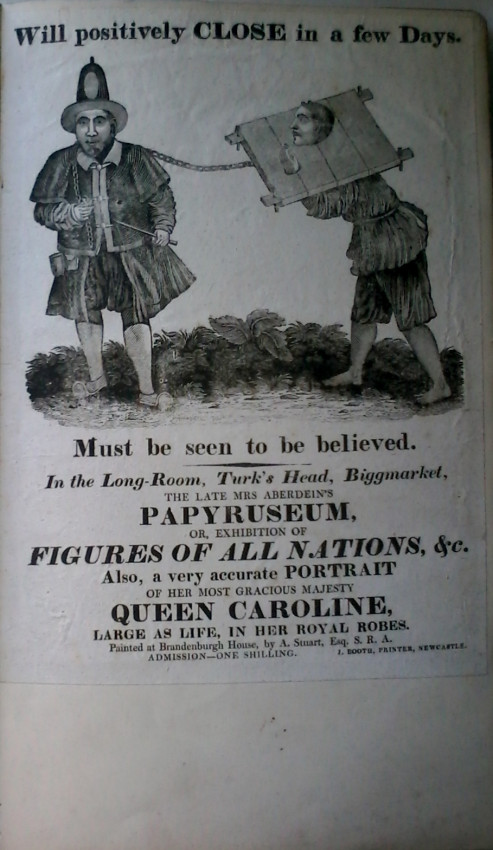 Will positively CLOSE in a few Days.
Must be seen to be believed.
In the Long-Room, Turk's Head, Biggmarket,
THE LATE MRS ABERDEIN'S
PAPYRUSEUM,
OR, EXHIBITION OF
FIGURES OF ALL NATIONS, &c.
Also, a very accurate PORTRAIT
OF HER MOST GRACIOUS MAJESTY
QUEEN CAROLINE,
LARGE AS LIFE, IN HER ROYAL ROBES.
Painted at Brandenburgh House, by A. Stuart, Esq. S. R. A.
ADMISSION—ONE SHILLING. J. BOOTH, PRINTER, NEWCASTLE.